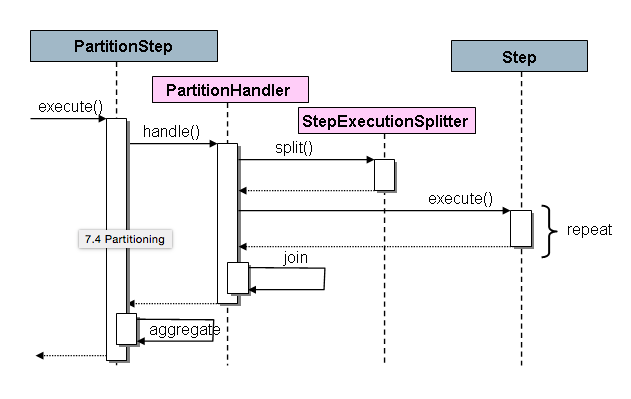 PartitionStep
Step
PartitionHandler
execute()
StepExecutionSplitter
handle()
split()
execute()
repeat
7.4 Partitioning
join
aggregate